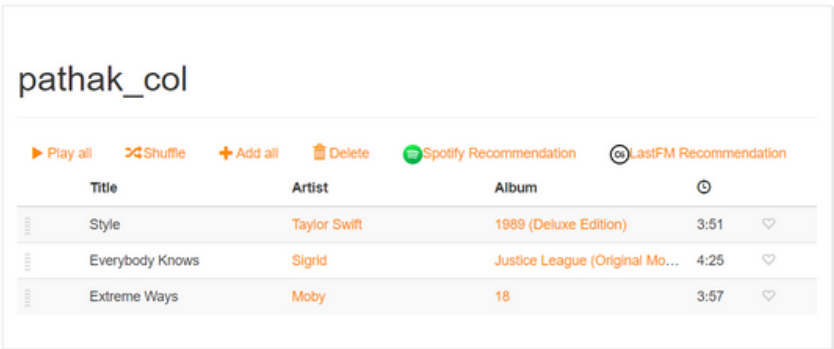 pathak_col
Play all Shuffle Add all Delete Spotify Recommendation LastFM Recommendation
Title Artist Album
Style Taylor Swift 1989 (Deluxe Edition) 3:51
Everybody Knows Sigrid Justice League (Original Mo... 4:25
Extreme Ways Moby 18 3:57